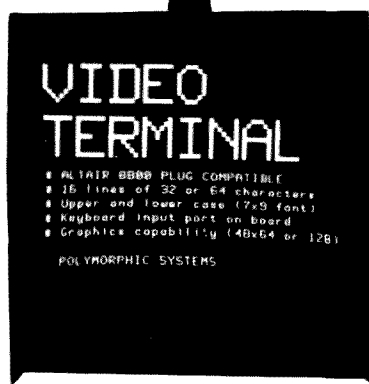 VIDEO
TERMINAL
# ALTAIR 8800 PLUG COMPATIBLE
# 16 lines of 32 or 64 characters
# Upper and lower case (7x9 font)
# Keyboard input port on board
# Graphics capability (48x64 or 128)
POLYMORPHIC SYSTEMS